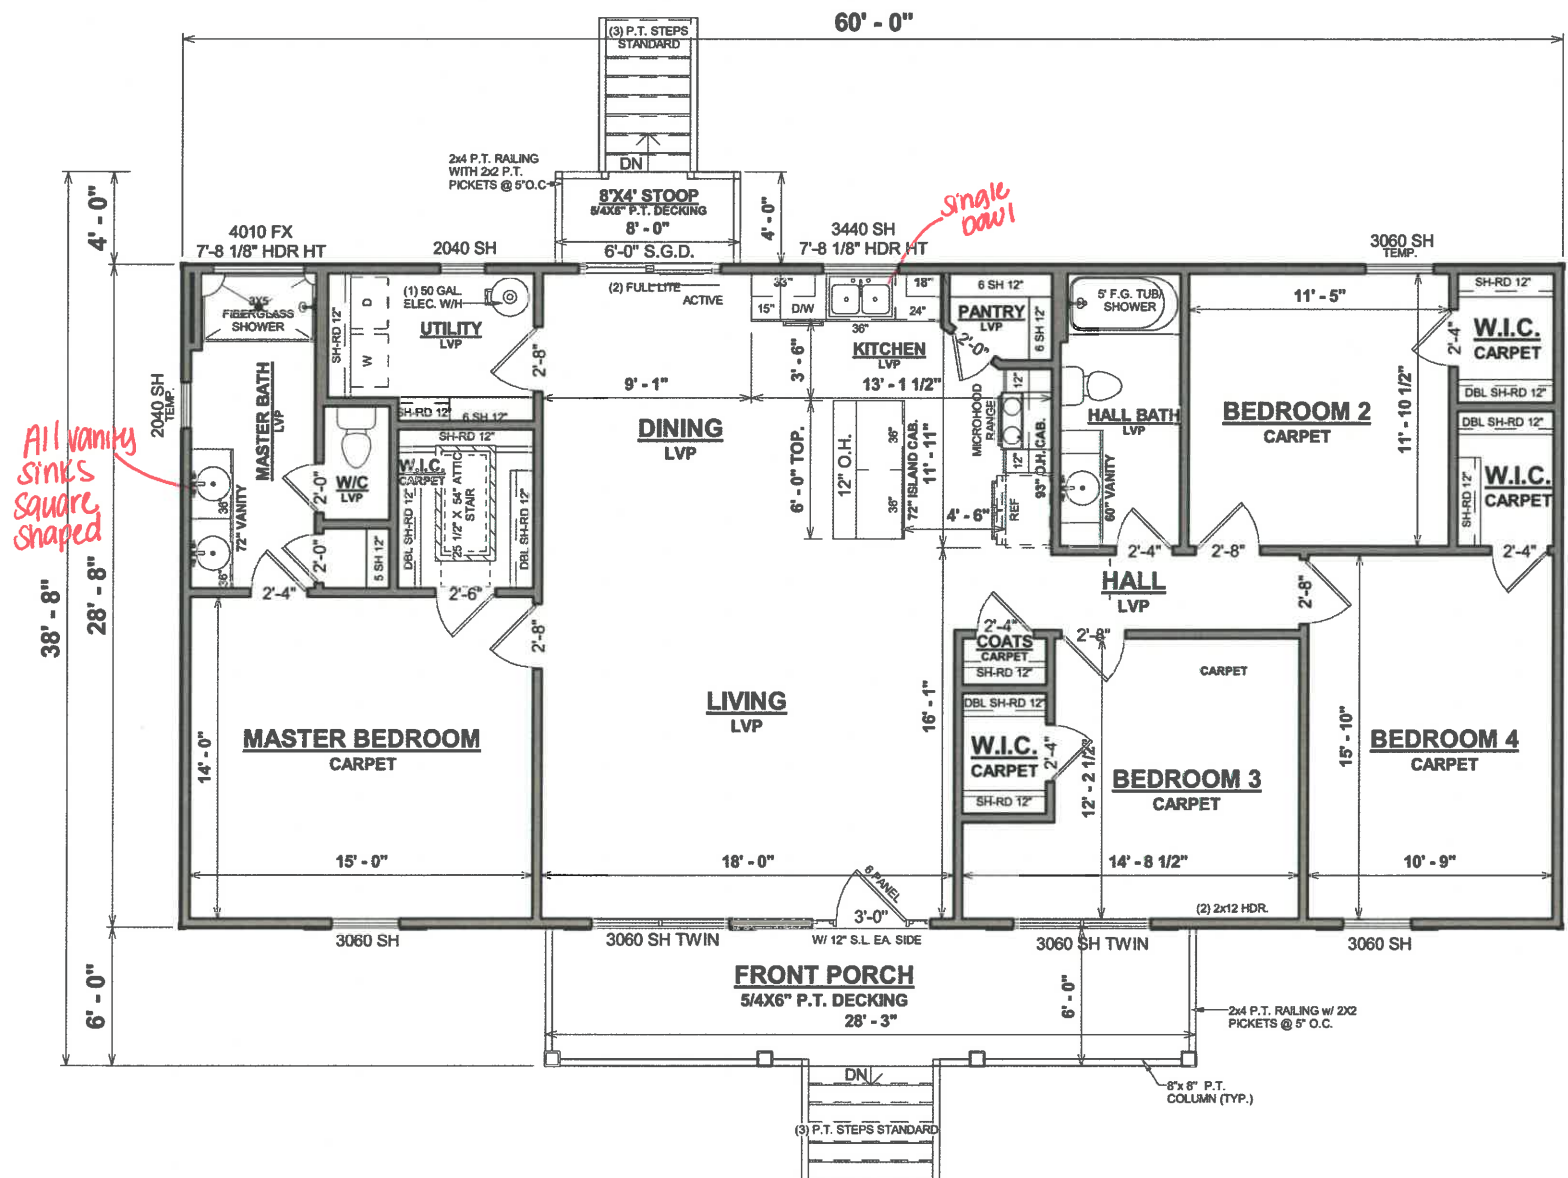 60' - 0"
(3) P.T. STEPS
STANDARD
DN
2x4 P.T. RAILING
WITH 2x2 P.T.
PICKETS @ 5"O.C
8'X4' STOOP
5/4X6" P.T. DECKING
8' - 0"
4' - 0"
4' - 0"
single
bowl
4010 FX
7'-8 1/8" HDR HT
2040 SH
6'-0" S.G.D.
3440 SH
7'-8 1/8" HDR HT
3060 SH
TEMP.
3X5
FIBERGLASS
SHOWER
SH-RD 12"
D
W
(1) 50 GAL.
ELEC. W/H
UTILITY
LVP
2'-8"
(2) FULL LITE
ACTIVE
33"
15"
D/W
18"
24"
36"
KITCHEN
LVP
6 SH 12"
PANTRY
LVP
6 SH 12"
2'-0"
5' F.G. TUB/
SHOWER
11' - 5"
SH-RD 12"
W.I.C.
CARPET
2'-4"
DBL SH-RD 12"
3' - 6"
9' - 1"
13' - 1 1/2"
2040 SH
TEMP.
MASTER BATH
LVP
SH-RD 12"
6 SH 12"
SH-RD 12"
DINING
LVP
12"
MICROHOOD
RANGE
12"
93" O.H. CAB.
REF
HALL BATH
LVP
60" VANITY
BEDROOM 2
CARPET
11' - 10 1/2"
DBL SH-RD 12"
W.I.C.
CARPET
SH-RD 12"
2'-4"
All vanity
sinks
square
shaped
36"
36"
72" VANITY
W/C
LVP
2'-0"
2'-0"
5 SH 12"
W.I.C.
CARPET
DBL SH-RD 12"
25 1/2" X 54" ATTIC
STAIR
DBL SH-RD 12"
6' - 0" TOP.
12" O.H.
36"
36"
72" ISLAND CAB.
11' - 11"
4' - 6"
38' - 8"
28' - 8"
2'-4"
2'-6"
2'-8"
2'-4"
2'-8"
HALL
LVP
2'-8"
2'-4"
COATS
CARPET
SH-RD 12"
2'-8"
CARPET
MASTER BEDROOM
CARPET
14' - 0"
15' - 0"
LIVING
LVP
18' - 0"
16' - 1"
DBL SH-RD 12"
W.I.C.
CARPET
SH-RD 12"
2'-4"
12' - 2 1/2"
BEDROOM 3
CARPET
14' - 8 1/2"
15' - 10"
BEDROOM 4
CARPET
10' - 9"
6 PANEL
3'-0"
(2) 2x12 HDR.
3060 SH
3060 SH TWIN
W/ 12" S.L. EA. SIDE
3060 SH TWIN
3060 SH
6' - 0"
FRONT PORCH
5/4X6" P.T. DECKING
28' - 3"
6' - 0"
2x4 P.T. RAILING w/ 2X2
PICKETS @ 5" O.C.
DN
8"x 8" P.T.
COLUMN (TYP.)
(3) P.T. STEPS STANDARD